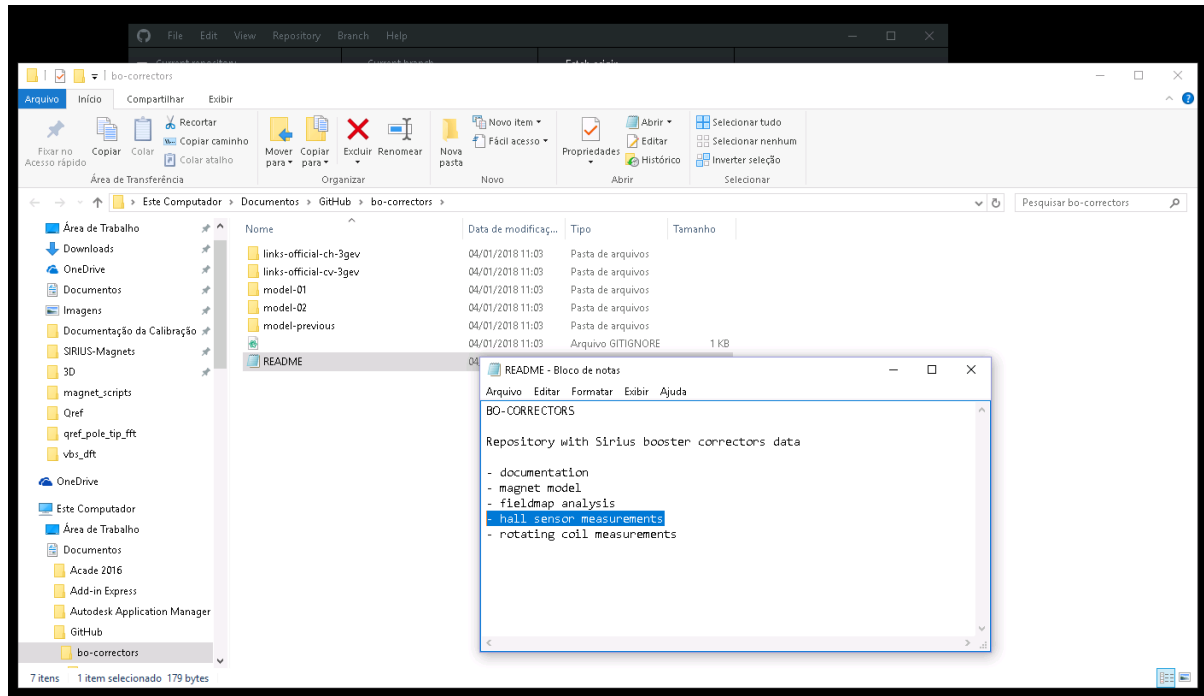 File Edit View Repository Branch Help
Current repository Current branch Fetch origin
bo-correctors
Arquivo Início Compartilhar Exibir
Fixar no Acesso rápido
Copiar
Colar
Recortar
Copiar caminho
Colar atalho
Área de Transferência
Mover para
Copiar para
Excluir
Renomear
Organizar
Nova pasta
Novo item
Fácil acesso
Novo
Propriedades
Abrir
Editar
Histórico
Abrir
Selecionar tudo
Selecionar nenhum
Inverter seleção
Selecionar
Este Computador > Documentos > GitHub > bo-correctors >
Pesquisar bo-correctors
Área de Trabalho
Downloads
OneDrive
Documentos
Imagens
Documentação da Calibração
SIRIUS-Magnets
3D
magnet_scripts
Qref
qref_pole_tip_fft
vbs_dft
OneDrive
Este Computador
Área de Trabalho
Documentos
Acade 2016
Add-in Express
Autodesk Application Manager
GitHub
bo-correctors
Nome Data de modificaç... Tipo Tamanho
links-official-ch-3gev 04/01/2018 11:03 Pasta de arquivos
links-official-cv-3gev 04/01/2018 11:03 Pasta de arquivos
model-01 04/01/2018 11:03 Pasta de arquivos
model-02 04/01/2018 11:03 Pasta de arquivos
model-previous 04/01/2018 11:03 Pasta de arquivos
04/01/2018 11:03 Arquivo GITIGNORE 1 KB
README 04
README - Bloco de notas
Arquivo Editar Formatar Exibir Ajuda
BO-CORRECTORS
Repository with Sirius booster correctors data
- documentation
- magnet model
- fieldmap analysis
- hall sensor measurements
- rotating coil measurements
7 itens 1 item selecionado 179 bytes